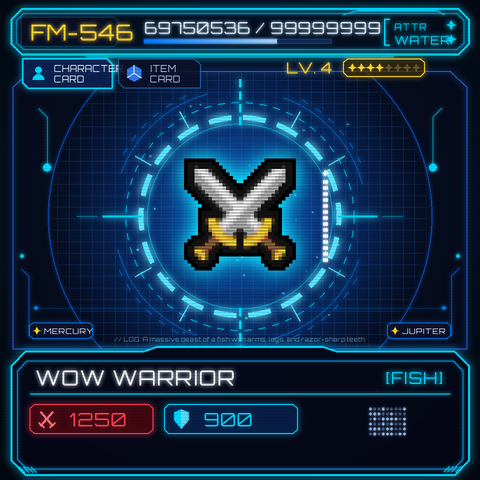 FM-546
69750536 / 99999999
ATTR
WATER
CHARACTER
CARD
ITEM
CARD
LV.4
MERCURY
JUPITER
// LOG: A massive beast of a fish with arms, legs, and razor-sharp teeth.
WOW WARRIOR
[FISH]
1250
900